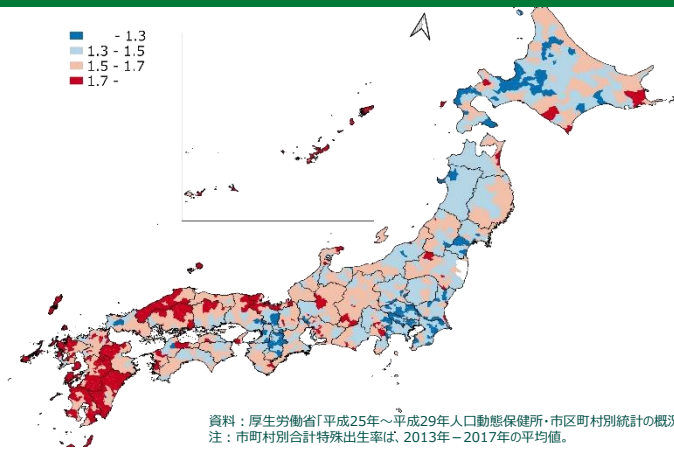 - 1.3
1.3 - 1.5
1.5 - 1.7
1.7 -
資料：厚生労働省「平成25年～平成29年人口動態保健所・市区町村別統計の概況
注：市町村別合計特殊出生率は、2013年－2017年の平均値。